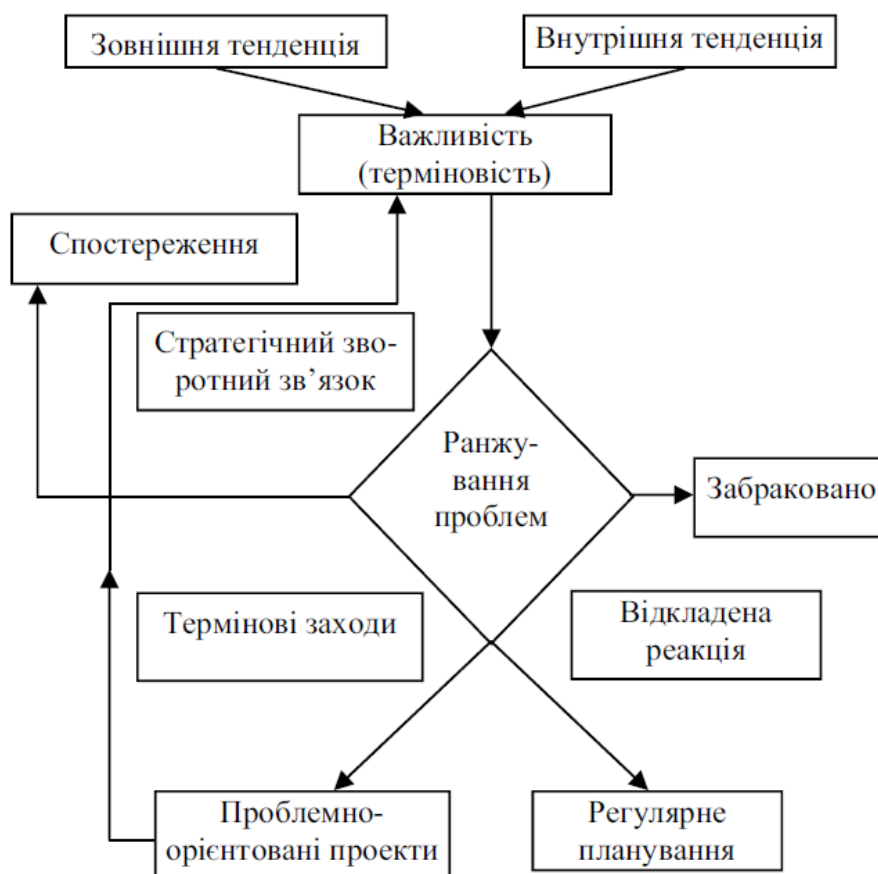 Зовнішня тенденція
Внутрішня тенденція
Важливість
(терміновість)
Спостереження
Стратегічний зво-
ротний зв’язок
Ранжу-
вання
проблем
Забраковано
Термінові заходи
Відкладена
реакція
Проблемно-
орієнтовані проекти
Регулярне
планування